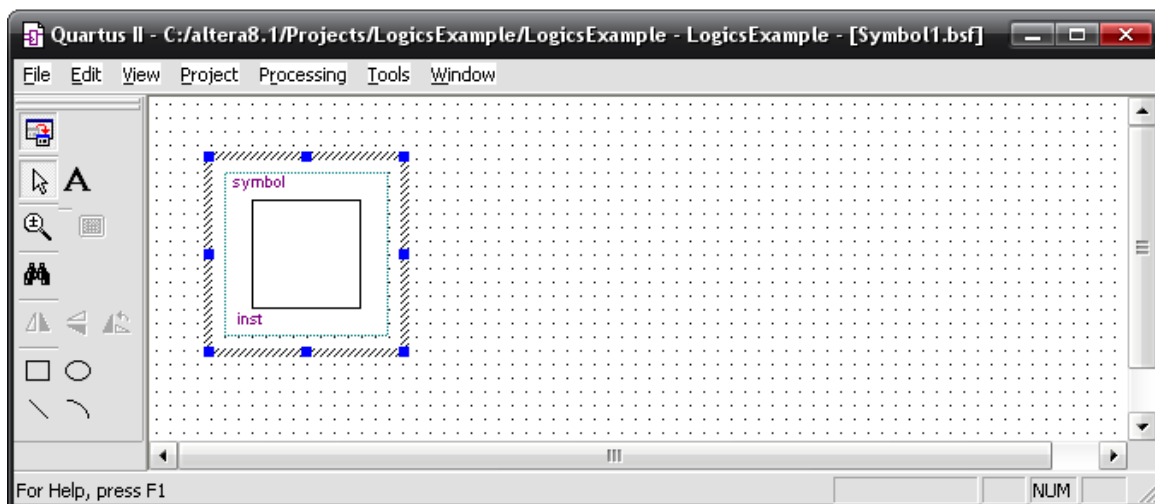 Quartus II - C:/altera8.1/Projects/LogicsExample/LogicsExample - LogicsExample - [Symbol1.bsf]
File Edit View Project Processing Tools Window
A
symbol
inst
For Help, press F1
NUM